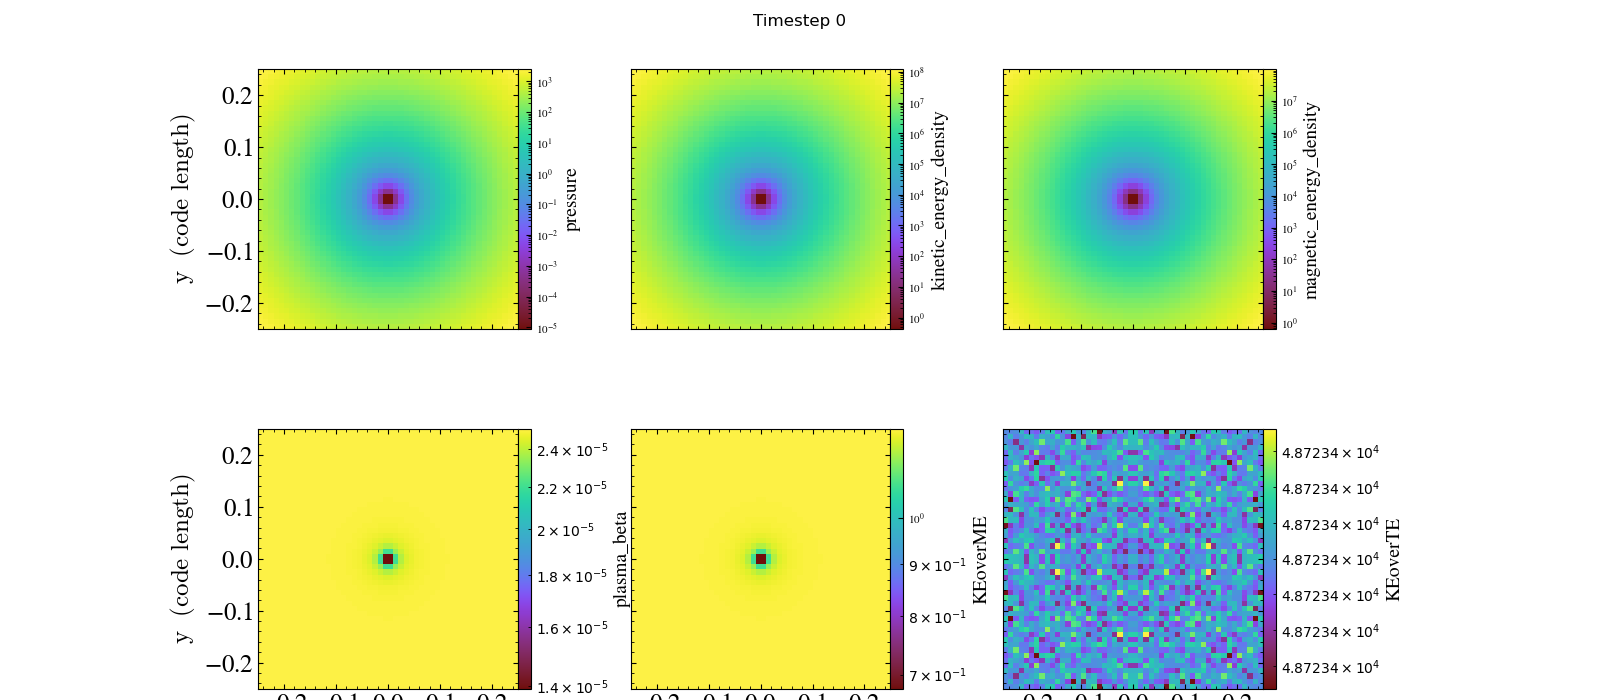 Timestep 0
y (code length)
0.2
0.1
0.0
−0.1
−0.2
10³
10²
10¹
10⁰
10⁻¹
10⁻²
10⁻³
10⁻⁴
10⁻⁵
pressure
10⁸
10⁷
10⁶
10⁵
10⁴
10³
10²
10¹
10⁰
kinetic_energy_density
10⁷
10⁶
10⁵
10⁴
10³
10²
10¹
10⁰
magnetic_energy_density
y (code length)
0.2
0.1
0.0
−0.1
−0.2
2.4 × 10⁻⁵
2.2 × 10⁻⁵
2 × 10⁻⁵
1.8 × 10⁻⁵
1.6 × 10⁻⁵
1.4 × 10⁻⁵
plasma_beta
10⁰
9 × 10⁻¹
8 × 10⁻¹
7 × 10⁻¹
KEoverME
4.87234 × 10⁴
4.87234 × 10⁴
4.87234 × 10⁴
4.87234 × 10⁴
4.87234 × 10⁴
4.87234 × 10⁴
4.87234 × 10⁴
KEoverTE